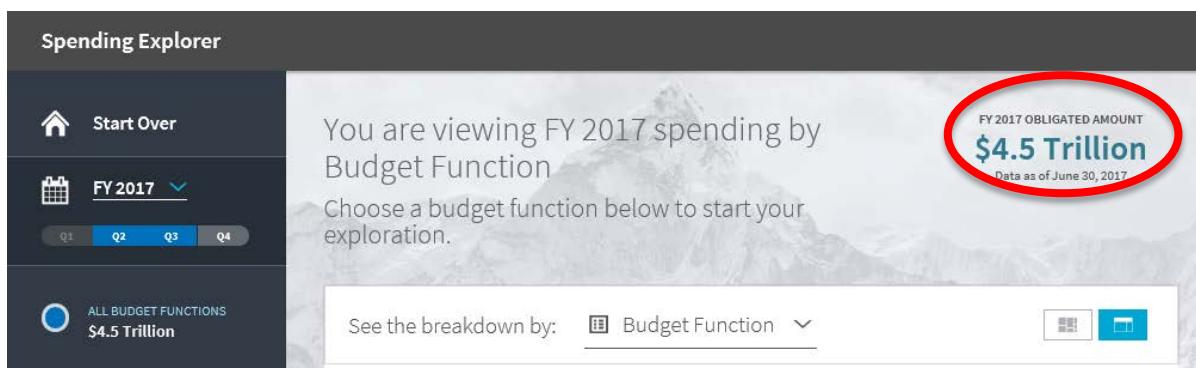 Spending Explorer
Start Over
FY 2017
Q1 Q2 Q3 Q4
ALL BUDGET FUNCTIONS
$4.5 Trillion
You are viewing FY 2017 spending by
Budget Function
Choose a budget function below to start your
exploration.
FY 2017 OBLIGATED AMOUNT
$4.5 Trillion
Data as of June 30, 2017
See the breakdown by: Budget Function